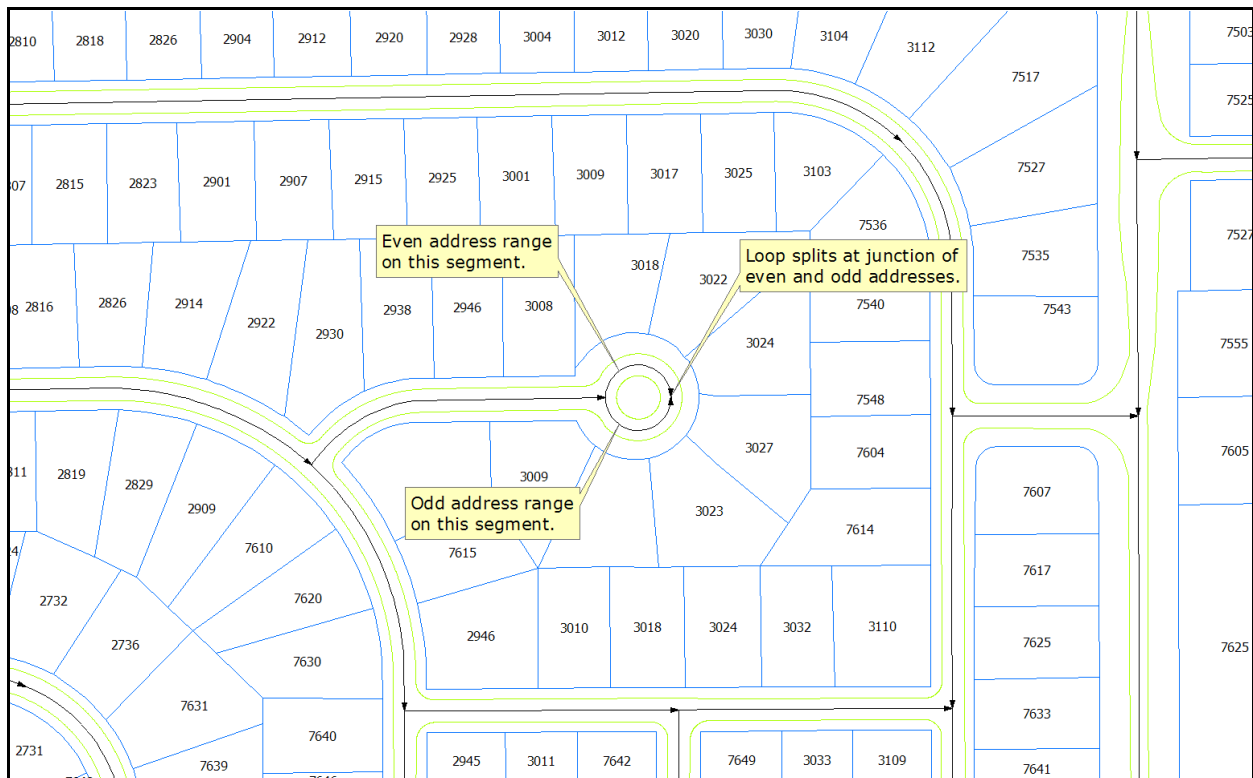 2810 2818 2826 2904 2912 2920 2928 3004 3012 3020 3030 3104 3112 7503
7517
7525
2815 2823 2901 2907 2915 2925 3001 3009 3017 3025 3103 7527
7536
7527
Even address range
on this segment.
Loop splits at junction of
even and odd addresses.
3018 3022 7535
2816 2826 2914 2922 2930 2938 2946 3008 7540 7543
3024 7555
7548
2819 2829 2909 3009 3027 7604 7605
7607
Odd address range
on this segment.
3023 7614
7610 7615
7617
2732 7620
2736 2946 3010 3018 3024 3032 3110 7625 7625
7630
7631 7633
7640
2731 7639 2945 3011 7642 7649 3033 3109 7641